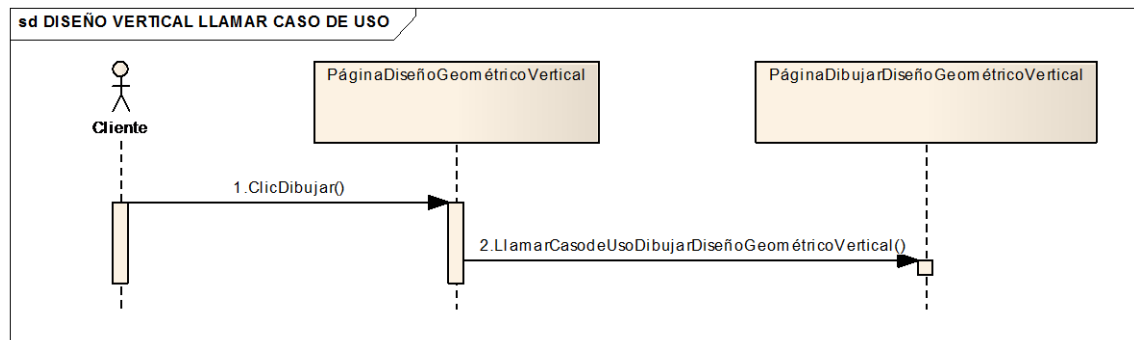 sd DISEÑO VERTICAL LLAMAR CASO DE USO
PáginaDiseñoGeométricoVertical
PáginaDibujarDiseñoGeométricoVertical
Cliente
1.ClicDibujar()
2.LlamarCasodeUsoDibujarDiseñoGeométricoVertical()